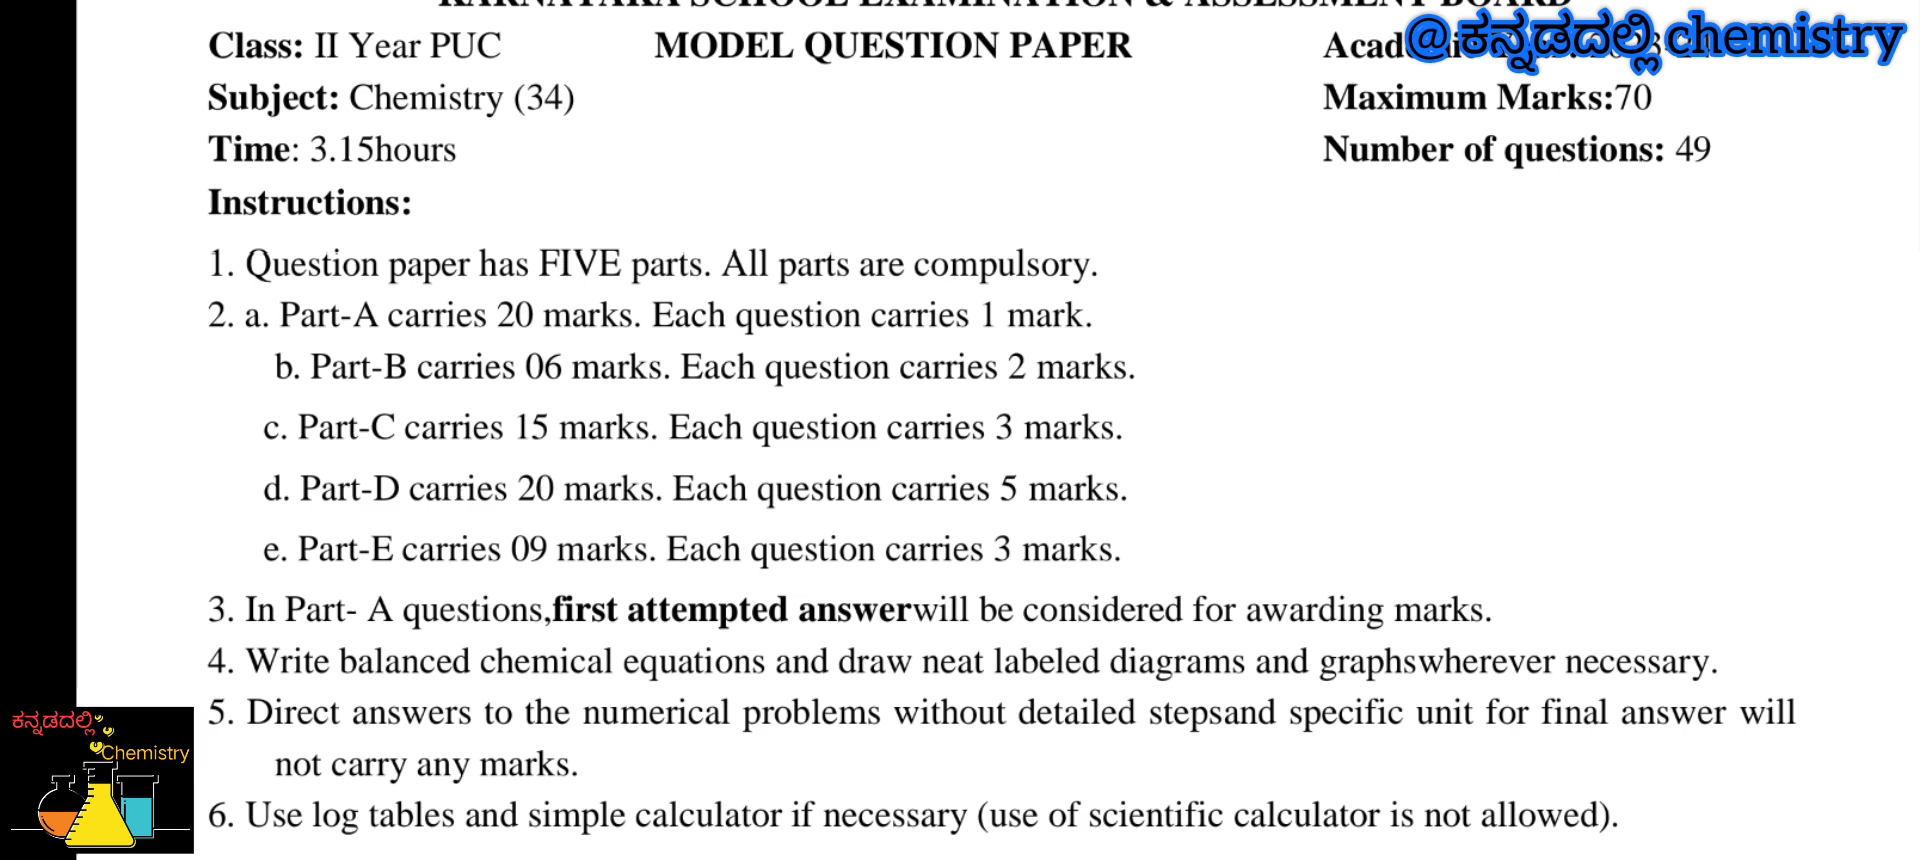 KARNATAKA SCHOOL EXAMINATION & ASSESSMENT BOARD
Class: II Year PUC MODEL QUESTION PAPER @ಕನ್ನಡದಲ್ಲಿ chemistry
Subject: Chemistry (34) Maximum Marks:70
Time: 3.15hours Number of questions: 49
Instructions:
1. Question paper has FIVE parts. All parts are compulsory.
2. a. Part-A carries 20 marks. Each question carries 1 mark.
b. Part-B carries 06 marks. Each question carries 2 marks.
c. Part-C carries 15 marks. Each question carries 3 marks.
d. Part-D carries 20 marks. Each question carries 5 marks.
e. Part-E carries 09 marks. Each question carries 3 marks.
3. In Part- A questions,first attempted answerwill be considered for awarding marks.
4. Write balanced chemical equations and draw neat labeled diagrams and graphswherever necessary.
5. Direct answers to the numerical problems without detailed stepsand specific unit for final answer will
not carry any marks.
6. Use log tables and simple calculator if necessary (use of scientific calculator is not allowed).
ಕನ್ನಡದಲ್ಲಿ
Chemistry